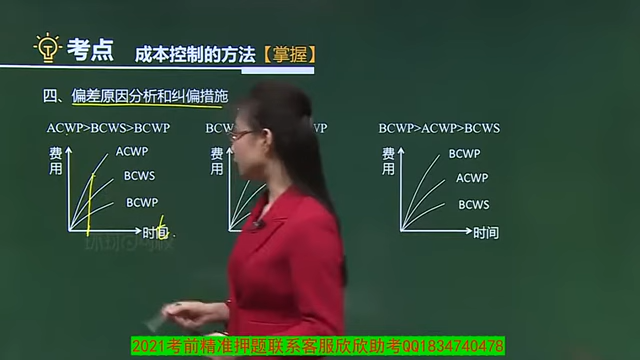 考点 成本控制的方法【掌握】
四、偏差原因分析和纠偏措施
ACWP>BCWS>BCWP
费用
ACWP
BCWS
BCWP
时间
费用
BCWP>ACWP>BCWS
费用
BCWP
ACWP
BCWS
时间
2021考前精准押题联系客服欣欣助考QQ1834740478